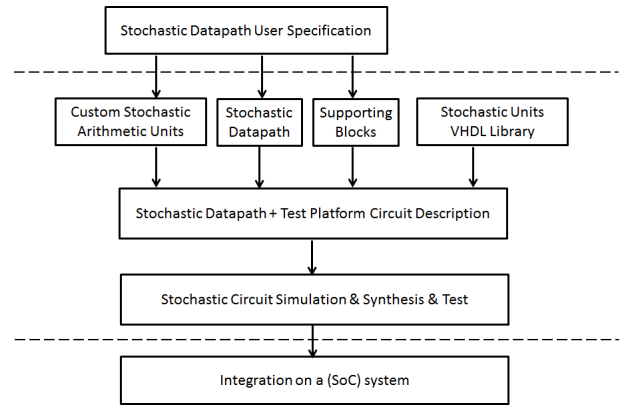 Stochastic Datapath User Specification
Custom Stochastic
Arithmetic Units
Stochastic
Datapath
Supporting
Blocks
Stochastic Units
VHDL Library
Stochastic Datapath + Test Platform Circuit Description
Stochastic Circuit Simulation & Synthesis & Test
Integration on a (SoC) system